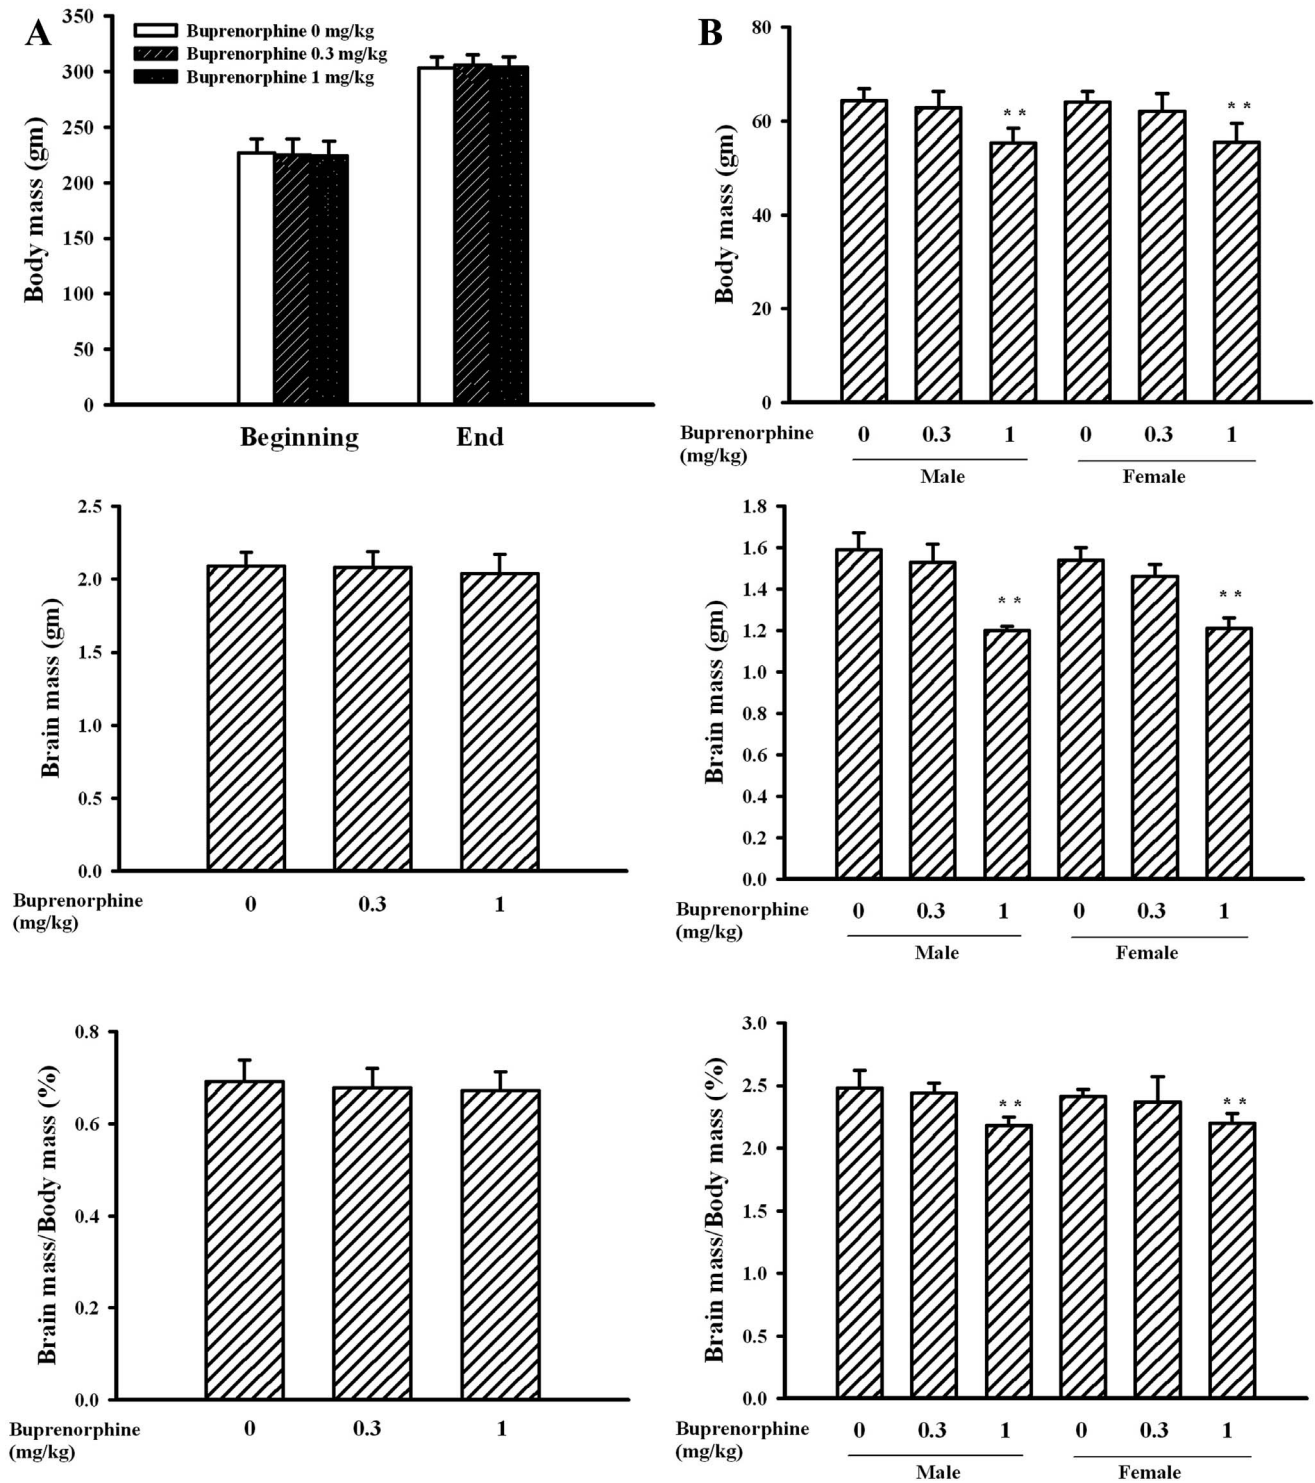 A
Buprenorphine 0 mg/kg
Buprenorphine 0.3 mg/kg
Buprenorphine 1 mg/kg
Body mass (gm)
350
300
250
200
150
100
50
0
Beginning End
B
Body mass (gm)
80
60
40
20
0
** **
Buprenorphine 0 0.3 1 0 0.3 1
(mg/kg)
Male Female
Brain mass (gm)
2.5
2.0
1.5
1.0
0.5
0.0
Buprenorphine 0 0.3 1
(mg/kg)
Brain mass (gm)
1.8
1.6
1.4
1.2
1.0
0.8
0.6
0.4
0.2
0.0
** **
Buprenorphine 0 0.3 1 0 0.3 1
(mg/kg)
Male Female
Brain mass/Body mass (%)
0.8
0.6
0.4
0.2
0.0
Buprenorphine 0 0.3 1
(mg/kg)
Brain mass/Body mass (%)
3.0
2.5
2.0
1.5
1.0
0.5
0.0
** **
Buprenorphine 0 0.3 1 0 0.3 1
(mg/kg)
Male Female